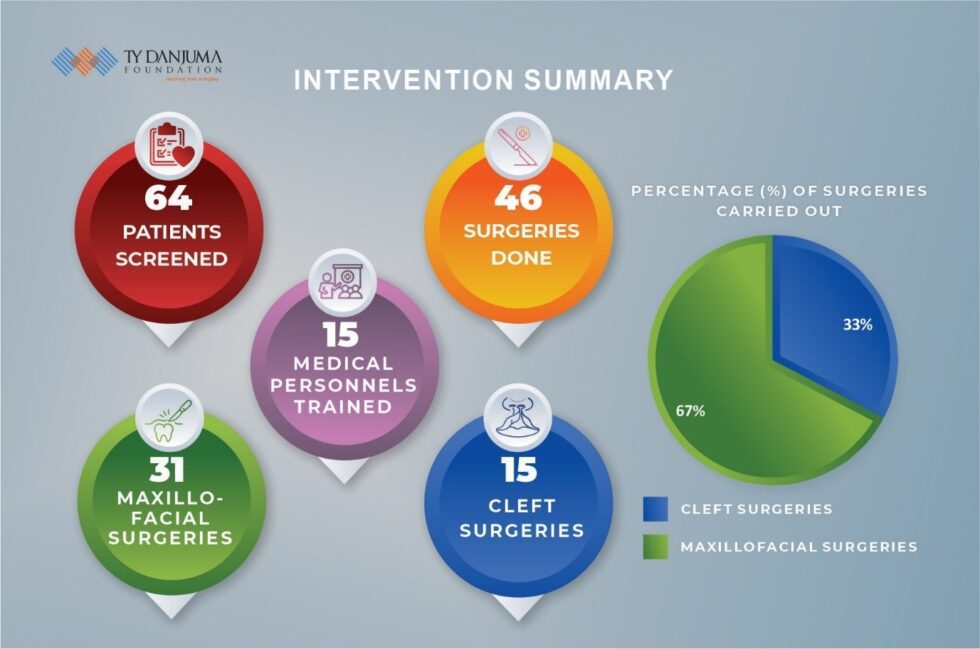 TY DANJUMA
FOUNDATION
INTERVENTION SUMMARY
64
PATIENTS
SCREENED
46
SURGERIES
DONE
15
MEDICAL
PERSONNELS
TRAINED
31
MAXILLO-
FACIAL
SURGERIES
15
CLEFT
SURGERIES
PERCENTAGE (%) OF SURGERIES
CARRIED OUT
33%
67%
CLEFT SURGERIES
MAXILLOFACIAL SURGERIES